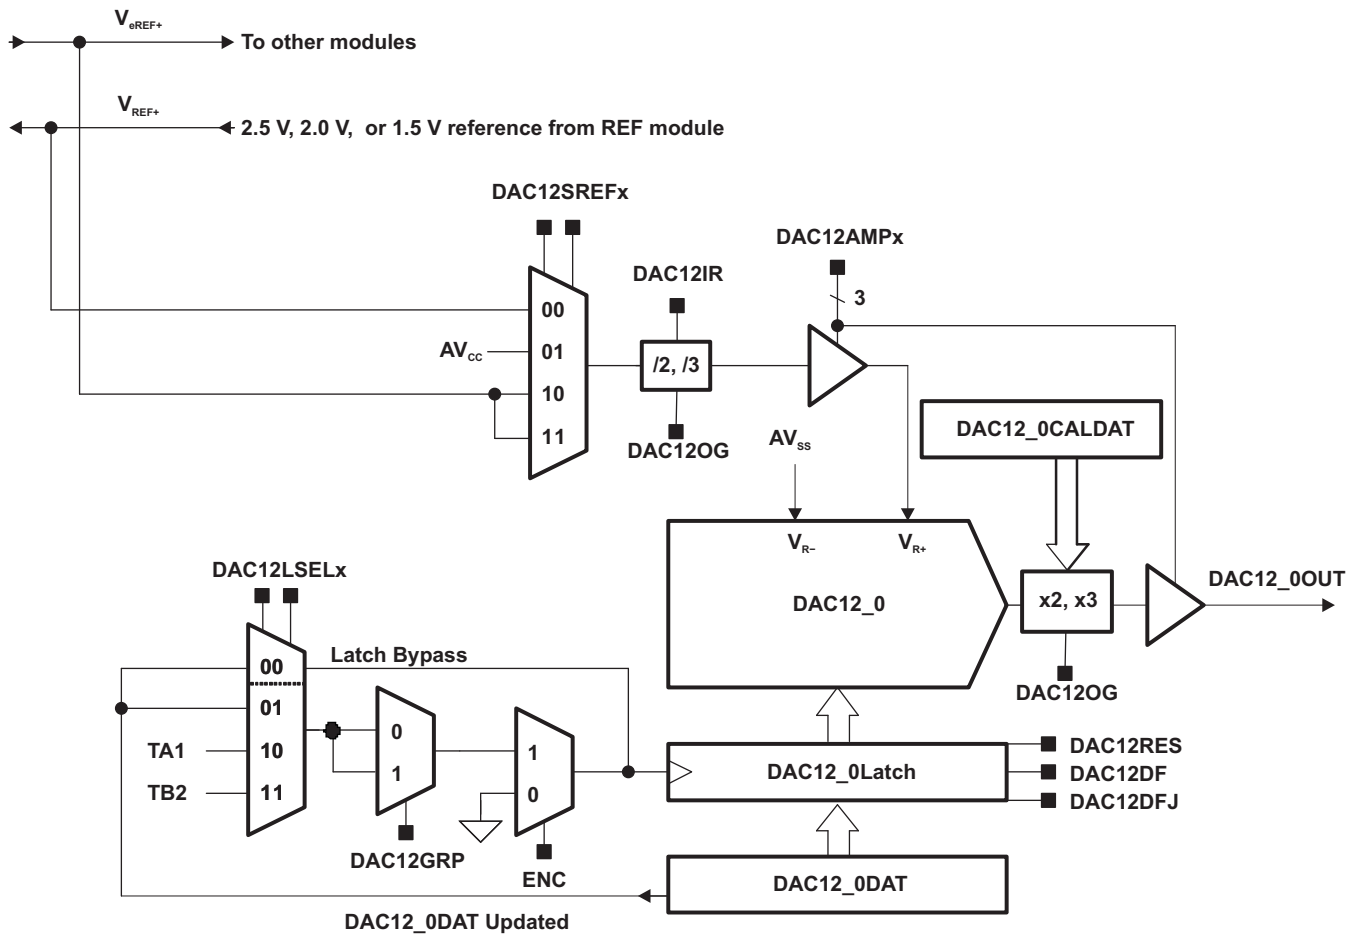 VeREF+
To other modules
VREF+
2.5 V, 2.0 V, or 1.5 V reference from REF module
DAC12SREFx
DAC12AMPx
DAC12IR
3
00
AVCC
01
/2, /3
10
11
DAC12OG
AVSS
DAC12_0CALDAT
VR−
VR+
DAC12LSELx
DAC12_0
x2, x3
DAC12_0OUT
00
Latch Bypass
DAC12OG
01
0
TA1
10
1
DAC12RES
1
DAC12_0Latch
DAC12DF
TB2
11
0
DAC12DFJ
DAC12GRP
ENC
DAC12_0DAT
DAC12_0DAT Updated